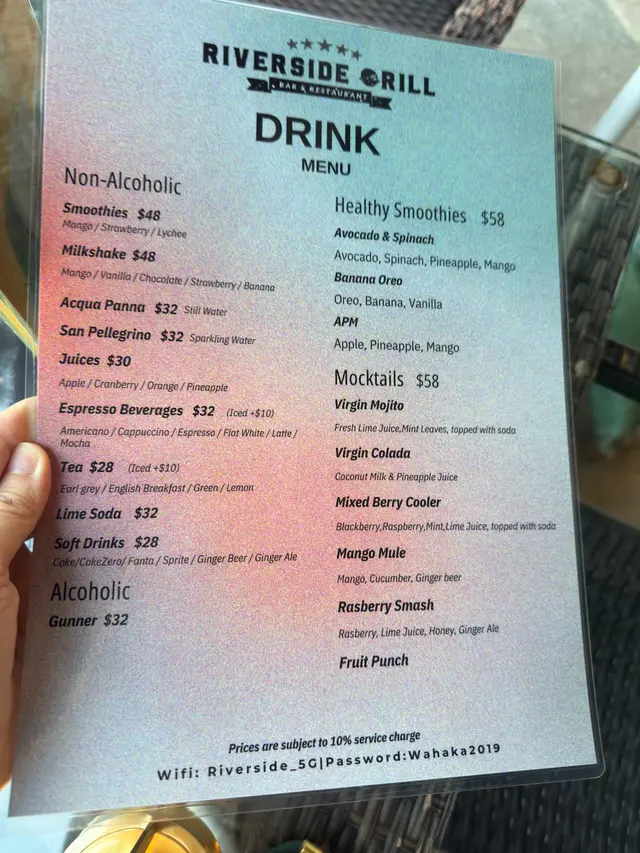 RIVERSIDE GRILL
BAR & RESTAURANT
DRINK
MENU
Non-Alcoholic
Smoothies $48
Mango / Strawberry / Lychee
Milkshake $48
Mango / Vanilla / Chocolate / Strawberry / Banana
Acqua Panna $32 Still Water
San Pellegrino $32 Sparkling Water
Juices $30
Apple / Cranberry / Orange / Pineapple
Espresso Beverages $32 (Iced +$10)
Americano / Cappuccino / Espresso / Flat White / Latte /
Mocha
Tea $28 (Iced +$10)
Earl grey / English Breakfast / Green / Lemon
Lime Soda $32
Soft Drinks $28
Coke/CokeZero/ Fanta / Sprite / Ginger Beer / Ginger Ale
Alcoholic
Gunner $32
Healthy Smoothies $58
Avocado & Spinach
Avocado, Spinach, Pineapple, Mango
Banana Oreo
Oreo, Banana, Vanilla
APM
Apple, Pineapple, Mango
Mocktails $58
Virgin Mojito
Fresh Lime Juice,Mint Leaves, topped with soda
Virgin Colada
Coconut Milk & Pineapple Juice
Mixed Berry Cooler
Blackberry,Raspberry,Mint,Lime Juice, topped with soda
Mango Mule
Mango, Cucumber, Ginger beer
Rasberry Smash
Rasberry, Lime Juice, Honey, Ginger Ale
Fruit Punch
Prices are subject to 10% service charge
Wifi: Riverside_5G|Password:Wahaka2019